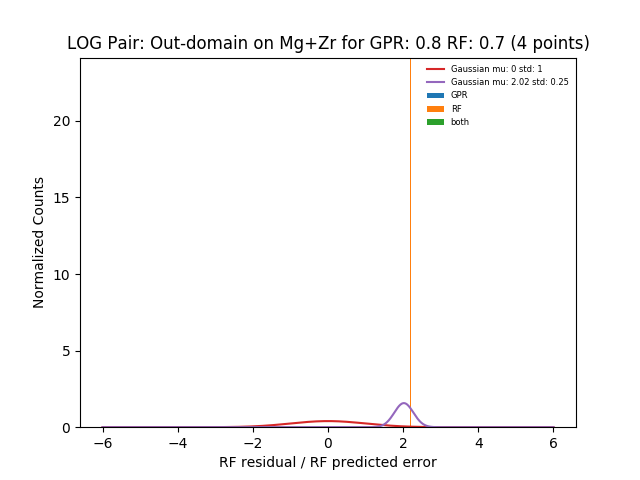 LOG Pair: Out-domain on Mg+Zr for GPR: 0.8 RF: 0.7 (4 points)
Gaussian mu: 0 std: 1
Gaussian mu: 2.02 std: 0.25
GPR
RF
both
Normalized Counts
20
15
10
5
0
−6 −4 −2 0 2 4 6
RF residual / RF predicted error